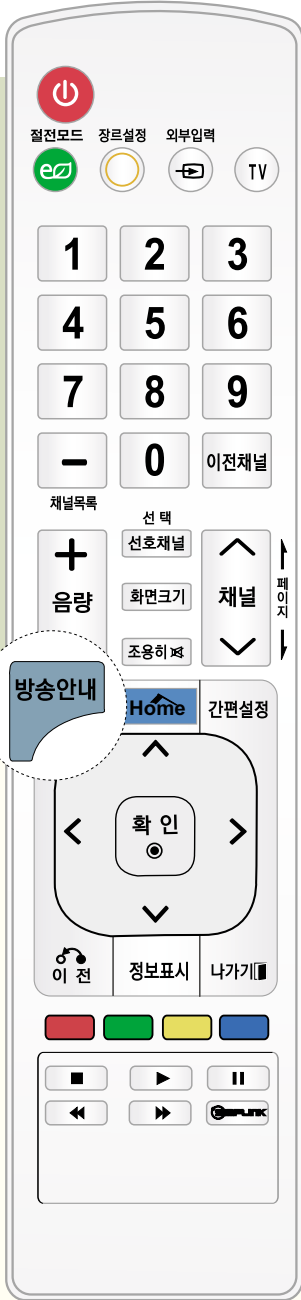 절전모드 장르설정 외부입력
TV
1 2 3
4 5 6
7 8 9
0 이전채널
채널목록
선 택
선호채널
음량 화면크기 채널 페이지
조용히
방송안내 Home 간편설정
확 인
이 전 정보표시 나가기